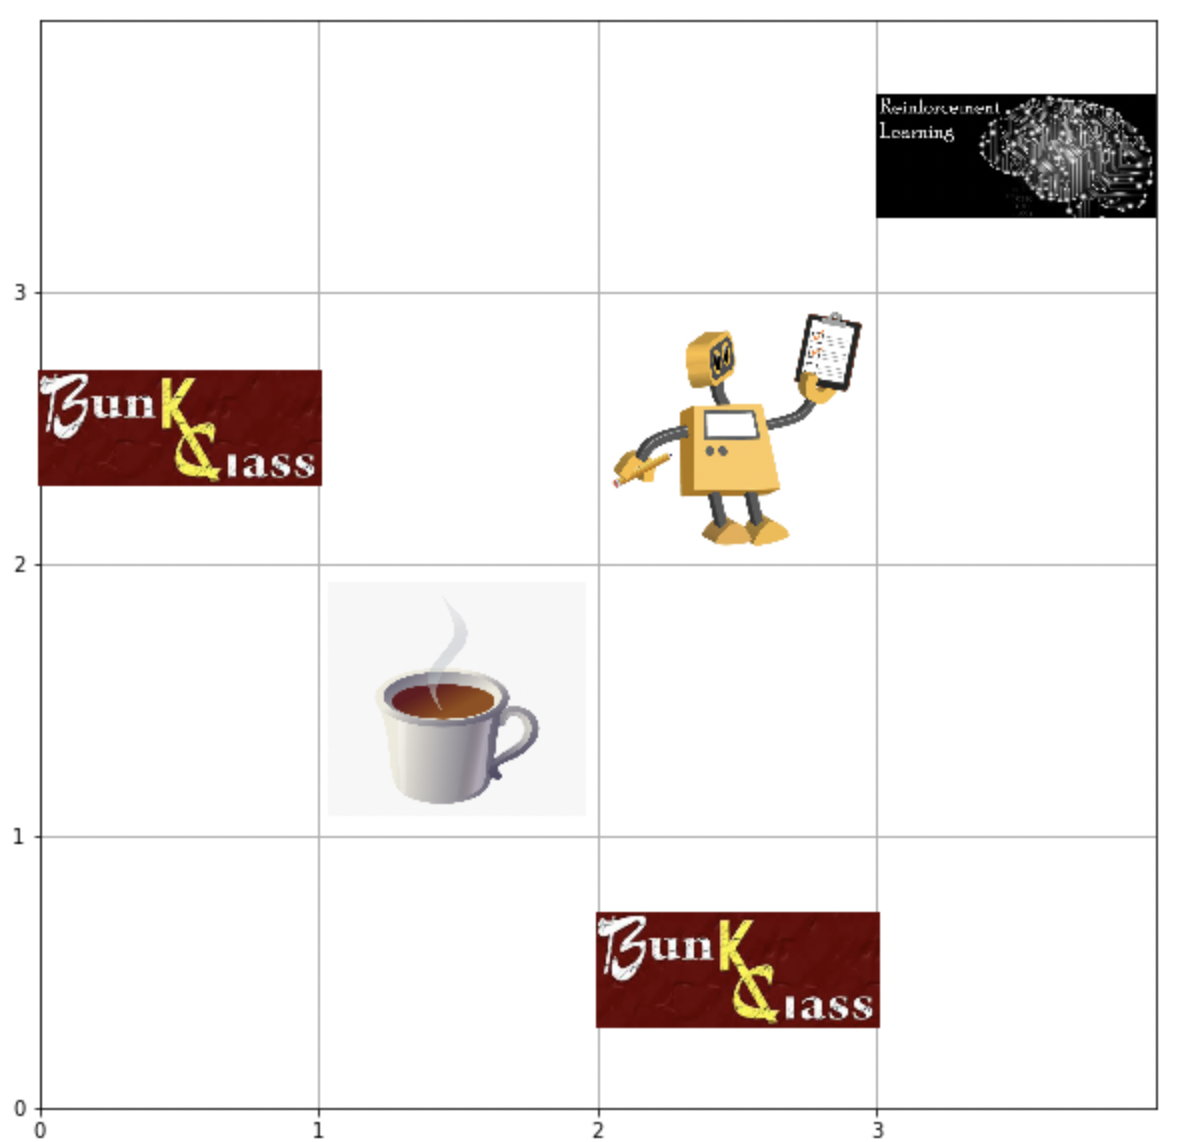 Reinforcement
Learning
3
BunK
Class
2
1
BunK
Class
0
0 1 2 3